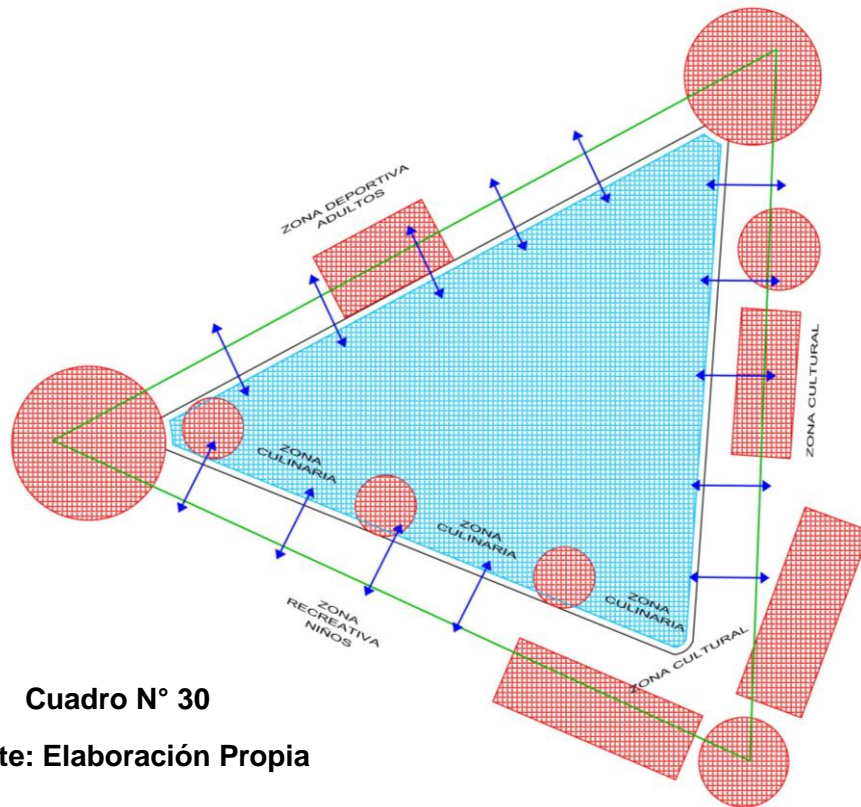 ZONA DEPORTIVA
ADULTOS
ZONA CULTURAL
ZONA
CULINARIA
ZONA
CULINARIA
ZONA
CULINARIA
ZONA
RECREATIVA
NIÑOS
ZONA CULTURAL
Cuadro N° 30
te: Elaboración Propia